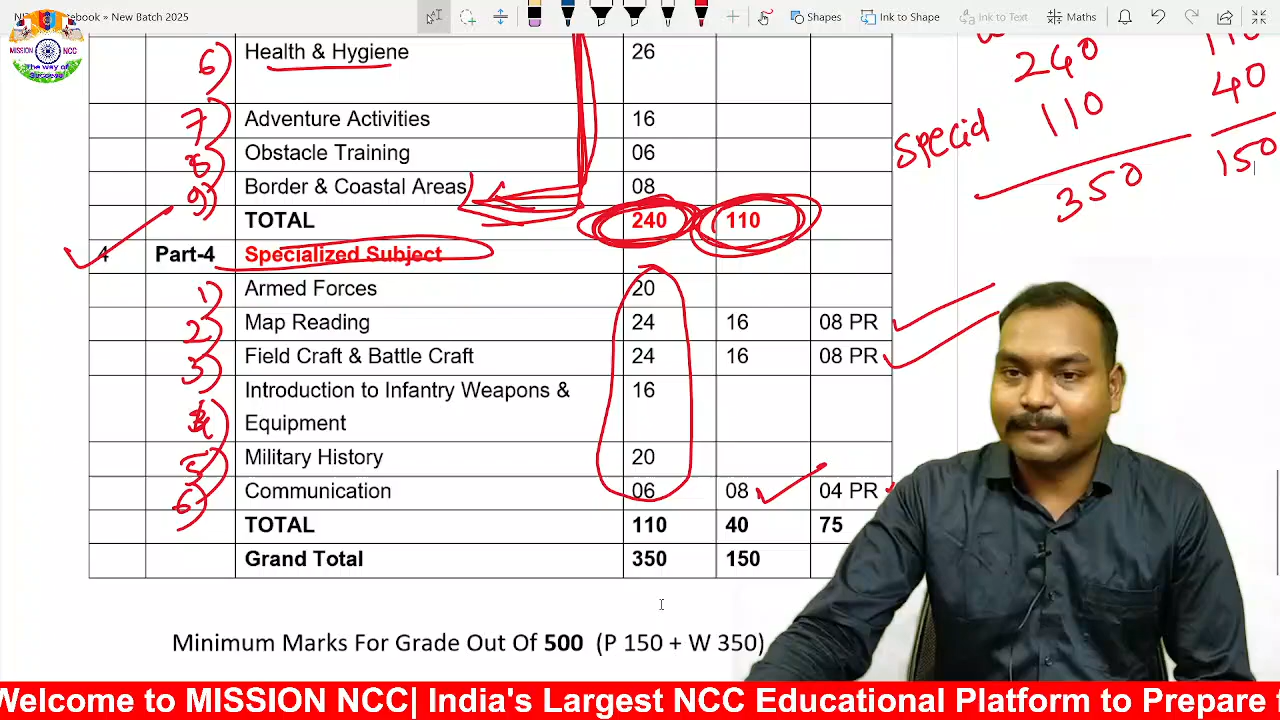 NI
ebook » New Batch 2025
Shapes
Ink to Shape
Ink to Text
Maths
MISSION NCC
The way of
Success
6) Health & Hygiene 26
7) Adventure Activities 16
8) Obstacle Training 06
9) Border & Coastal Areas 08
TOTAL 240 110
4 Part-4 Specialized Subject
1) Armed Forces 20
2) Map Reading 24 16 08 PR
3) Field Craft & Battle Craft 24 16 08 PR
4) Introduction to Infantry Weapons &
Equipment 16
5) Military History 20
6) Communication 06 08 04 PR
TOTAL 110 40 75
Grand Total 350 150
240 110
Special 110 40
350 150
Minimum Marks For Grade Out Of 500 (P 150 + W 350)
Welcome to MISSION NCC| India's Largest NCC Educational Platform to Prepare